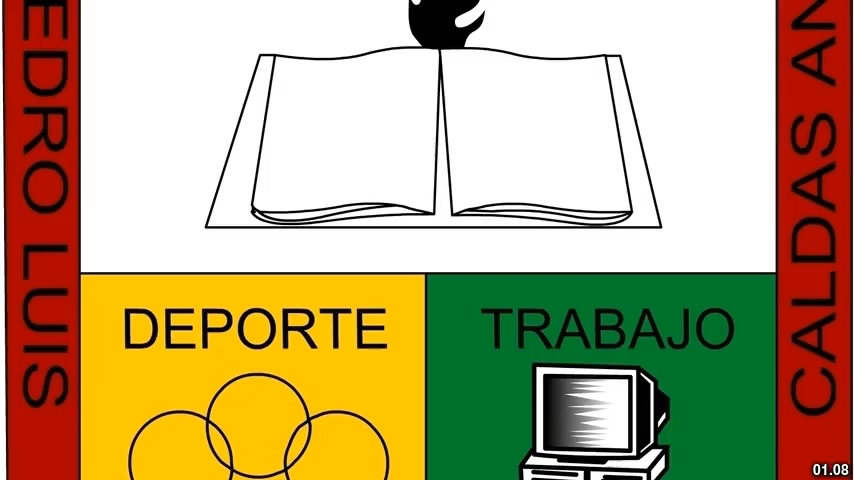 EDRO LUIS
CALDAS AN
DEPORTE
TRABAJO
01.08